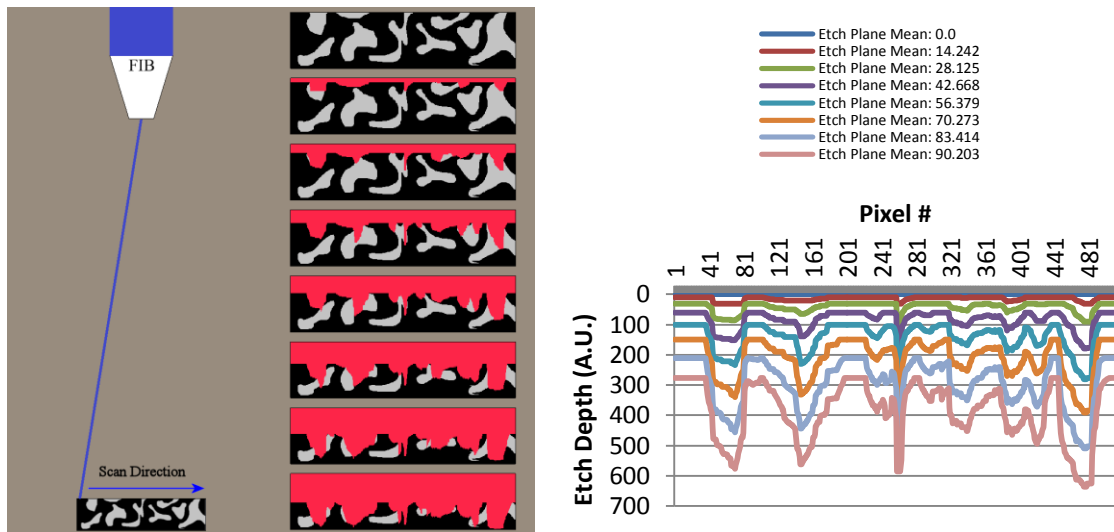 FIB
Scan Direction
Etch Plane Mean: 0.0
Etch Plane Mean: 14.242
Etch Plane Mean: 28.125
Etch Plane Mean: 42.668
Etch Plane Mean: 56.379
Etch Plane Mean: 70.273
Etch Plane Mean: 83.414
Etch Plane Mean: 90.203
Pixel #
1 41 81 121 161 201 241 281 321 361 401 441 481
Etch Depth (A.U.)
0
100
200
300
400
500
600
700